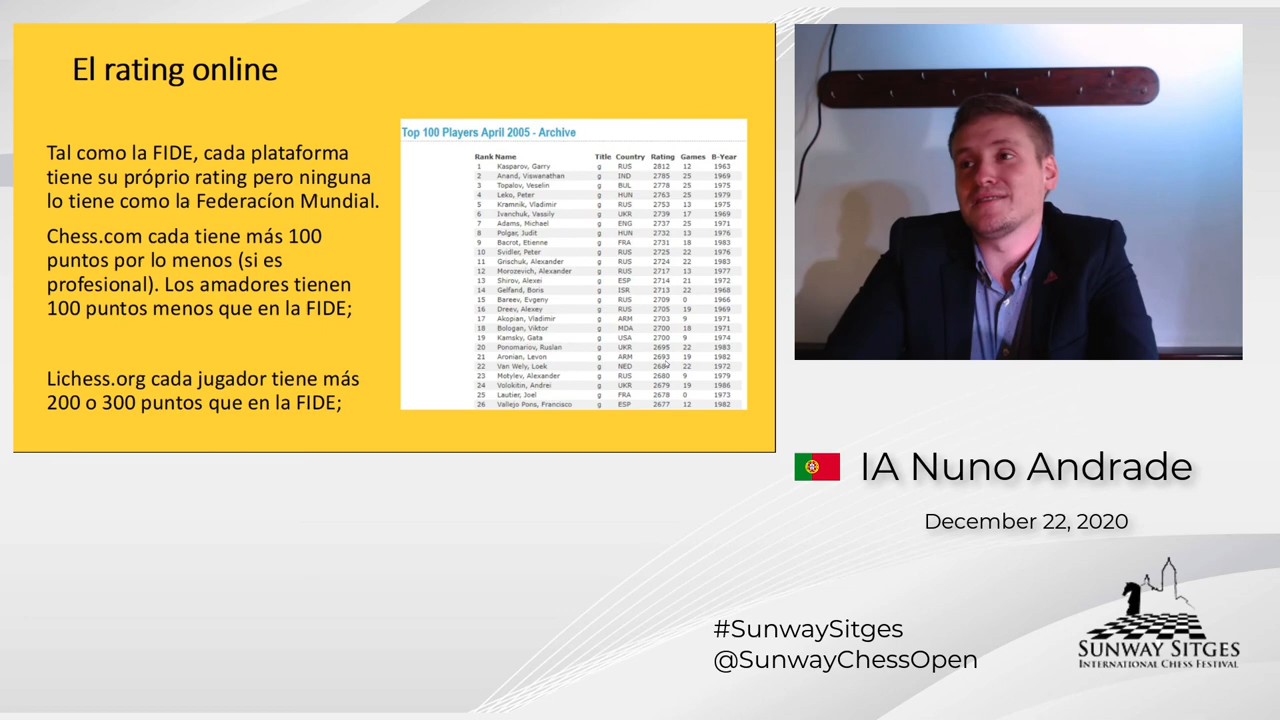 El rating online
Tal como la FIDE, cada plataforma
tiene su próprio rating pero ninguna
lo tiene como la Federacíon Mundial.
Chess.com cada tiene más 100
puntos por lo menos (si es
profesional). Los amadores tienen
100 puntos menos que en la FIDE;
Lichess.org cada jugador tiene más
200 o 300 puntos que en la FIDE;
Top 100 Players April 2005 - Archive
Rank Name Title Country Rating Games B-Year
1 Kasparov, Garry g RUS 2812 12 1963
2 Anand, Viswanathan g IND 2785 25 1969
3 Topalov, Veselin g BUL 2778 25 1975
4 Leko, Peter g HUN 2763 25 1979
5 Kramnik, Vladimir g RUS 2753 13 1975
6 Ivanchuk, Vassily g UKR 2739 17 1969
7 Adams, Michael g ENG 2737 25 1971
8 Polgar, Judit g HUN 2732 13 1976
9 Bacrot, Etienne g FRA 2731 18 1983
10 Svidler, Peter g RUS 2725 22 1976
11 Grischuk, Alexander g RUS 2724 22 1983
12 Morozevich, Alexander g RUS 2717 13 1977
13 Shirov, Alexei g ESP 2714 21 1972
14 Gelfand, Boris g ISR 2713 22 1968
15 Bareev, Evgeny g RUS 2709 0 1966
16 Dreev, Alexey g RUS 2705 19 1969
17 Akopian, Vladimir g ARM 2703 9 1971
18 Bologan, Viktor g MDA 2700 18 1971
19 Kamsky, Gata g USA 2700 9 1974
20 Ponomariov, Ruslan g UKR 2695 22 1983
21 Aronian, Levon g ARM 2693 19 1982
22 Van Wely, Loek g NED 22 1972
23 Motylev, Alexander g RUS 2680 9 1979
24 Volokitin, Andrei g UKR 2679 19 1986
25 Lautier, Joel g FRA 2678 0 1973
26 Vallejo Pons, Francisco g ESP 2677 12 1982
IA Nuno Andrade
December 22, 2020
#SunwaySitges
@SunwayChessOpen
SUNWAY SITGES
INTERNATIONAL CHESS FESTIVAL